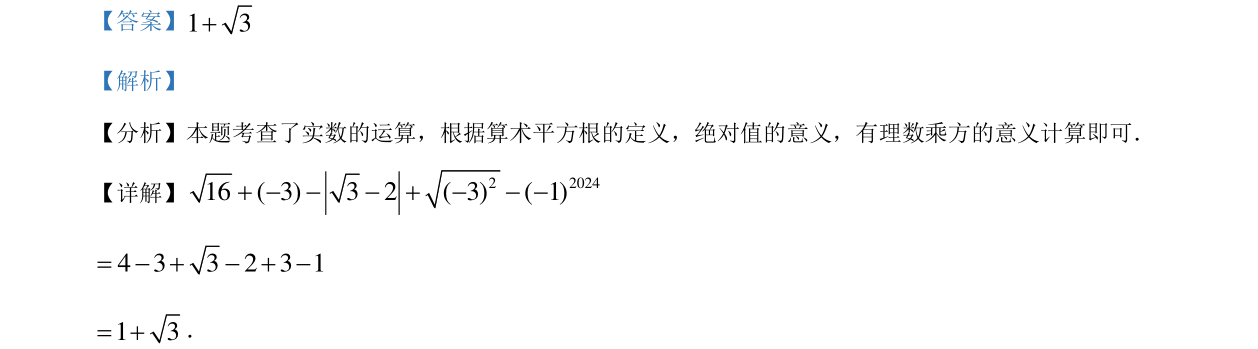 【答案】1+√3
【解析】
【分析】本题考查了实数的运算，根据算术平方根的定义，绝对值的意义，有理数乘方的意义计算即可．
【详解】√16+(−3)−|√3−2|+√(−3)²−(−1)²⁰²⁴
=4−3+√3−2+3−1
=1+√3．